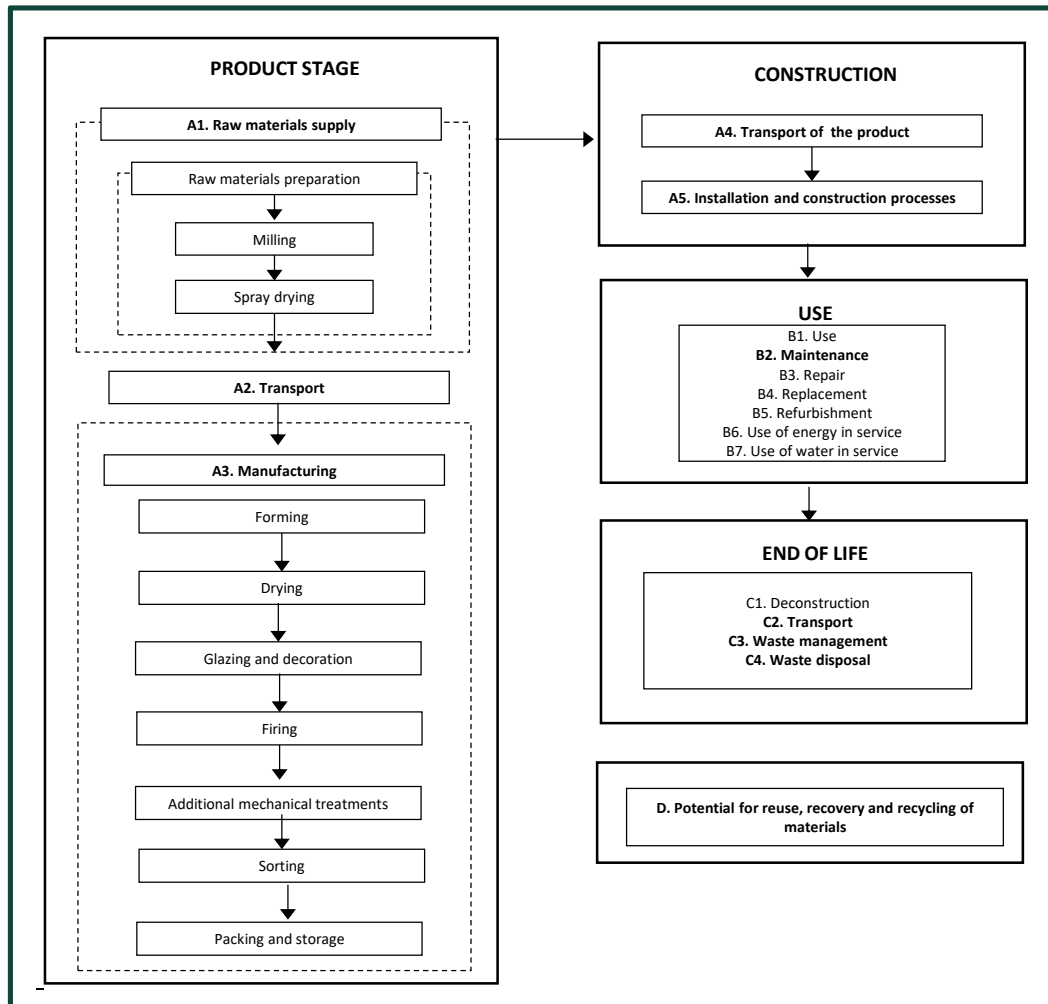 PRODUCT STAGE
A1. Raw materials supply
Raw materials preparation
Milling
Spray drying
A2. Transport
A3. Manufacturing
Forming
Drying
Glazing and decoration
Firing
Additional mechanical treatments
Sorting
Packing and storage
CONSTRUCTION
A4. Transport of the product
A5. Installation and construction processes
USE
B1. Use
B2. Maintenance
B3. Repair
B4. Replacement
B5. Refurbishment
B6. Use of energy in service
B7. Use of water in service
END OF LIFE
C1. Deconstruction
C2. Transport
C3. Waste management
C4. Waste disposal
D. Potential for reuse, recovery and recycling of
materials